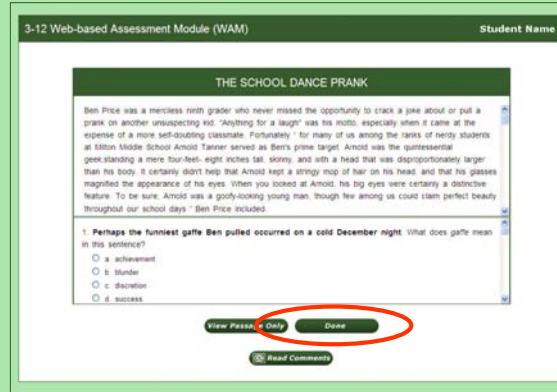 3-12 Web-based Assessment Module (WAM)
Student Name
THE SCHOOL DANCE PRANK
Ben Price was a merciless ninth grader who never missed the opportunity to crack a joke about or pull a
prank on another unsuspecting kid. "Anything for a laugh" was his motto, especially when it came at the
expense of a more self-doubting classmate. Fortunately " for many of us among the ranks of nerdy students
at Milton Middle School Arnold Tanner served as Ben's prime target. Arnold was the quintessential
geek,standing a mere four-feet- eight inches tall, skinny, and with a head that was disproportionately larger
than his body. It certainly didn't help that Arnold kept a stringy mop of hair on his head, and that his glasses
magnified the appearance of his eyes. When you looked at Arnold, his big eyes were certainly a distinctive
feature. To be sure, Arnold was a goofy-looking young man, though few among us could claim perfect beauty
throughout our school days " Ben Price included.
1. Perhaps the funniest gaffe Ben pulled occurred on a cold December night. What does gaffe mean
in this sentence?
a. achievement
b. blunder
c. discretion
d. success
View Passage Only
Done
Read Comments